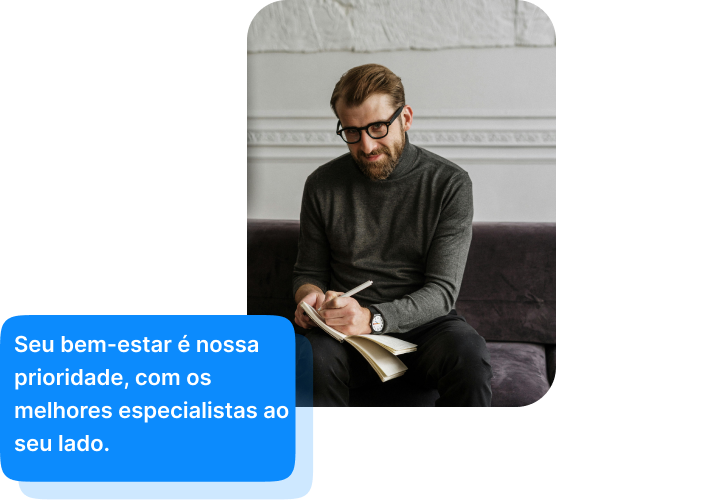 Seu bem-estar é nossa
prioridade, com os
melhores especialistas ao
seu lado.